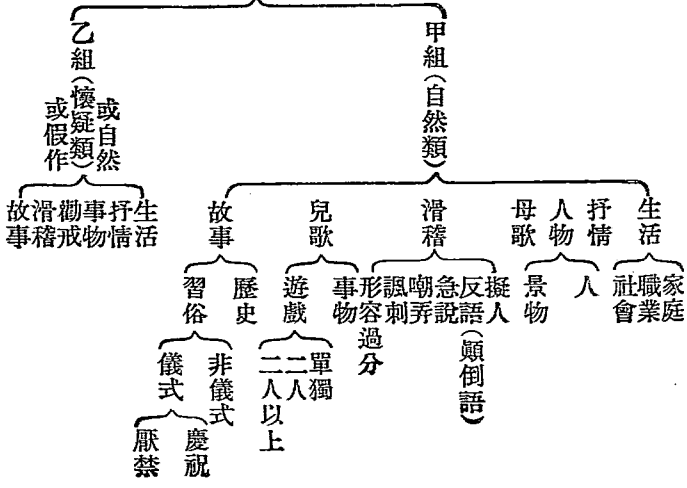 甲組（自然類）
生活
家庭
職業
社會
抒情
人物
人
景物
母歌
滑稽
擬人
反語（顚倒語）
急說
嘲弄
諷刺
形容過分
兒歌
事物
遊戲
單獨
二人
二人以上
故事
歷史
習俗
非儀式
儀式
慶祝
厭禁
乙組（懷疑類）
或自然
或假作
生活
抒情
事物
勸戒
滑稽
故事